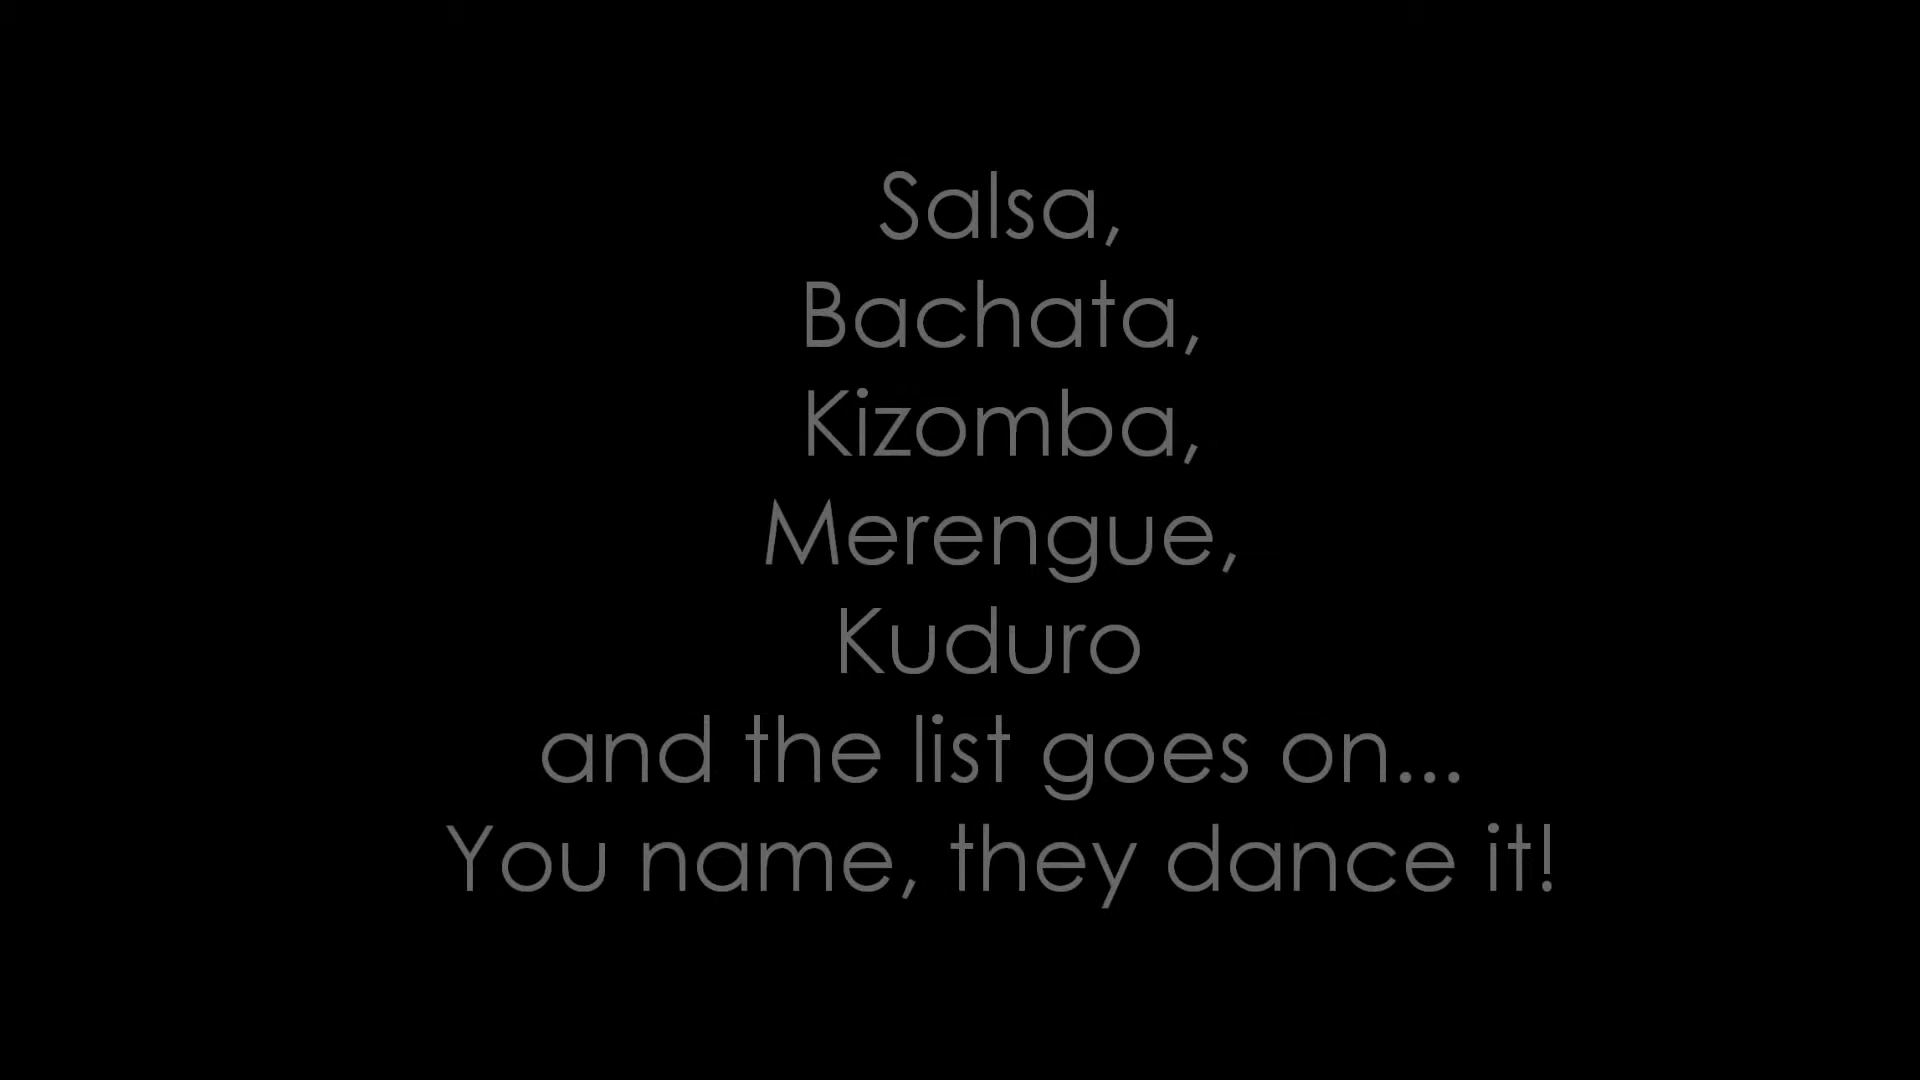 Salsa,
Bachata,
Kizomba,
Merengue,
Kuduro
and the list goes on...
You name, they dance it!